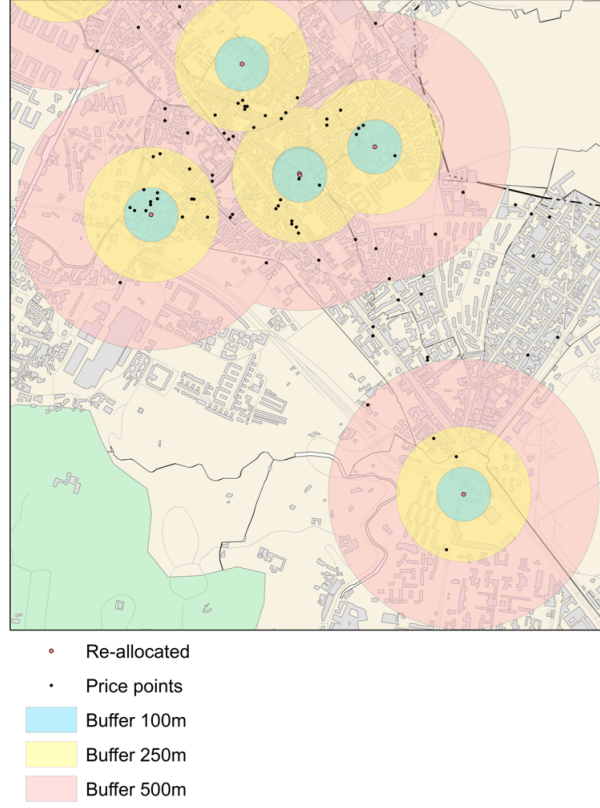 Re-allocated
Price points
Buffer 100m
Buffer 250m
Buffer 500m